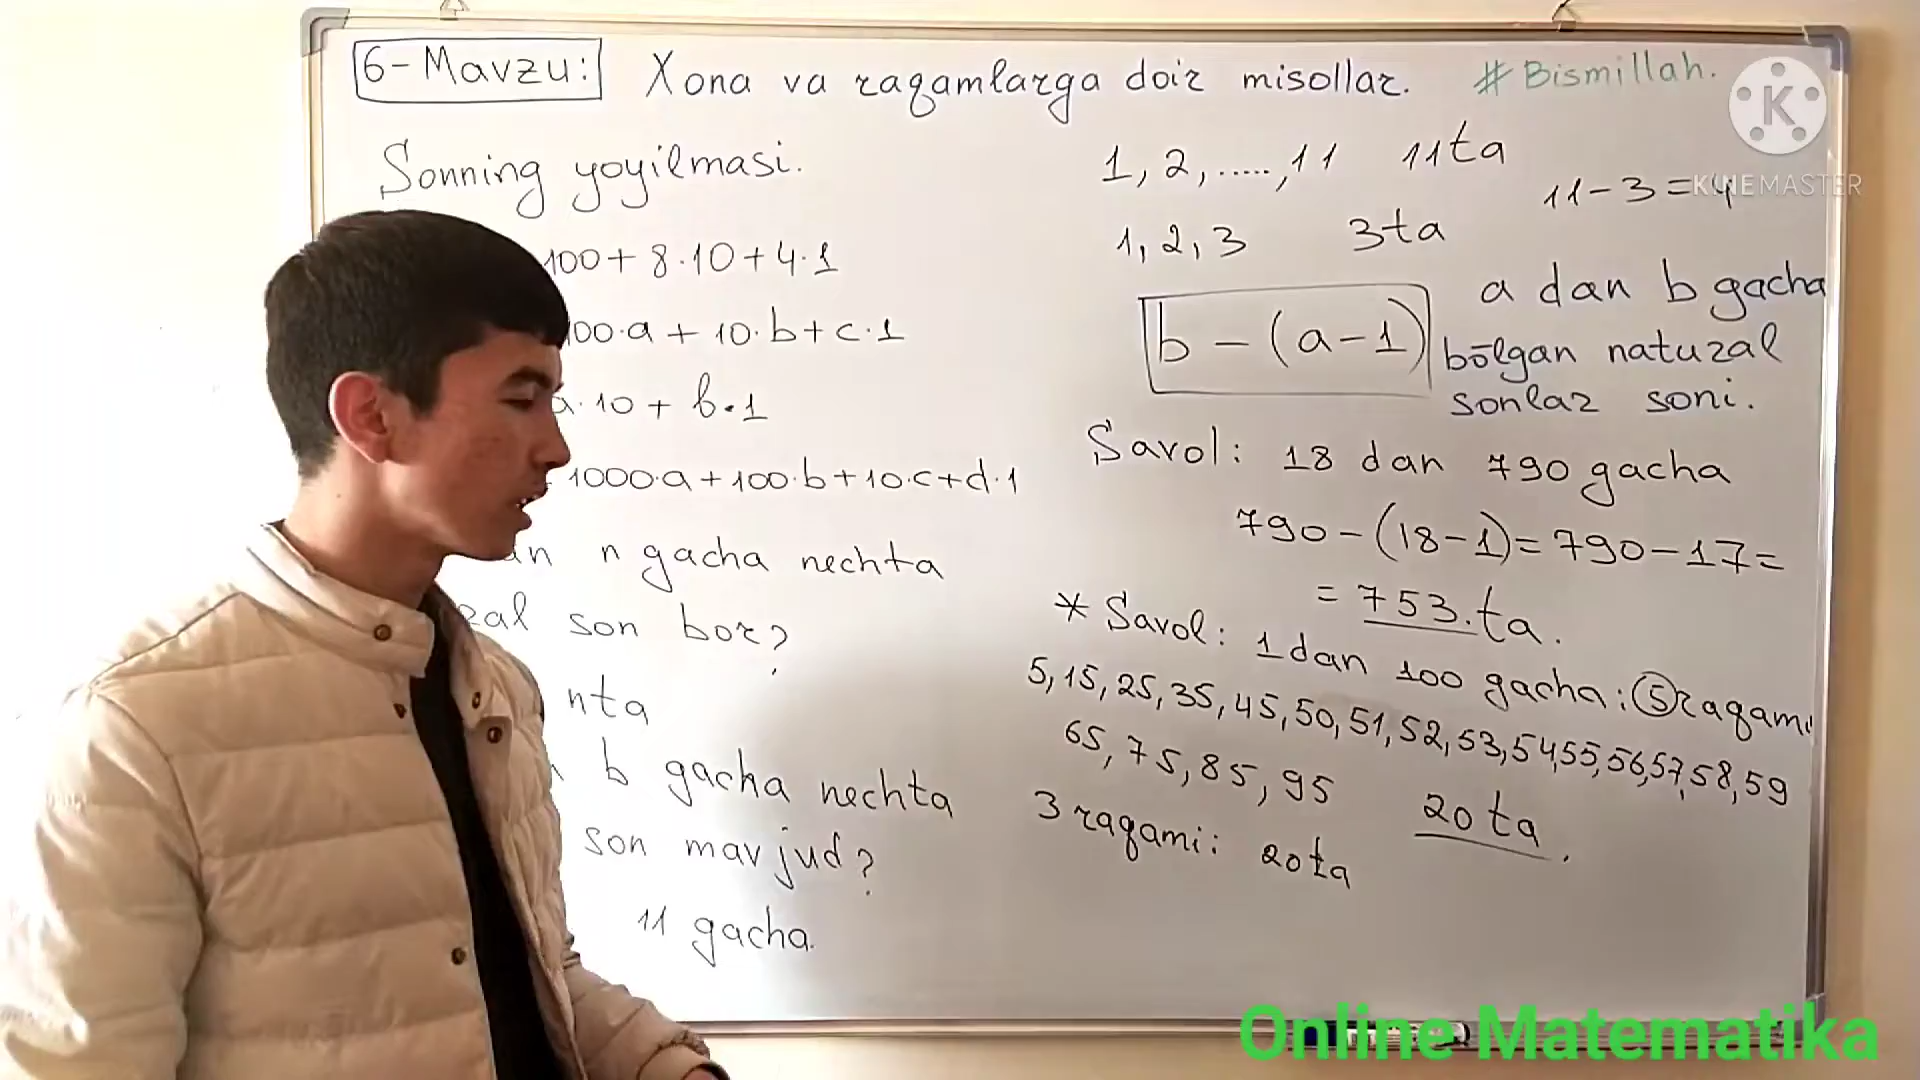 6-Mavzu: Xona va raqamlarga doir misollar. #Bismillah.
Sonning yoyilmasi.
100+8·10+4·1
00·a+10·b+c·1
a·10+b·1
1000·a+100·b+10·c+d·1
n gacha nechta
son bor?
nta
b gacha nechta
son mavjud?
11 gacha.
1, 2, ....., 11 11ta
11-3=
1, 2, 3 3ta
b-(a-1)
a dan b gacha
bōlgan natural
sonlar soni.
Savol: 18 dan 790 gacha
790-(18-1)=790-17=
=753.ta.
* Savol: 1dan 100 gacha: 5 raqami
5, 15, 25, 35, 45, 50, 51, 52, 53, 54, 55, 56, 57, 58, 59
65, 75, 85, 95 20 ta.
3 raqami: 20ta
KINEMASTER
Online Matematika